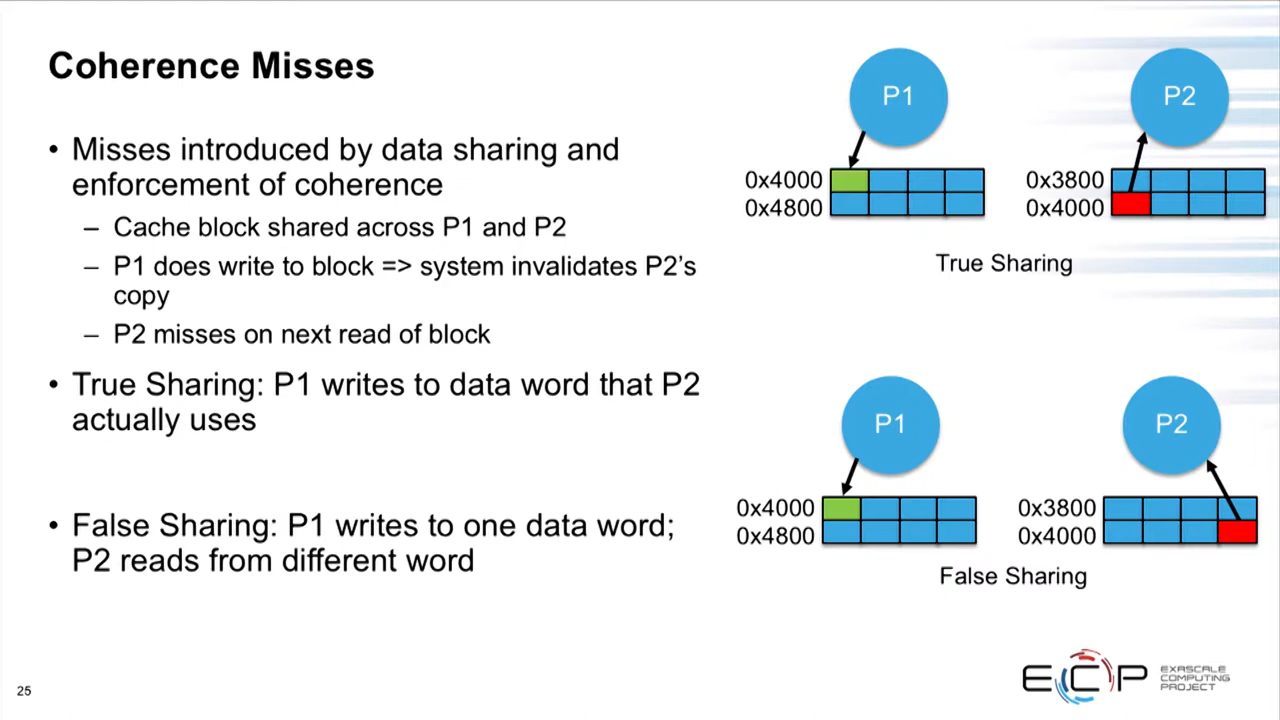 Coherence Misses
• Misses introduced by data sharing and
enforcement of coherence
– Cache block shared across P1 and P2
– P1 does write to block => system invalidates P2’s
copy
– P2 misses on next read of block
• True Sharing: P1 writes to data word that P2
actually uses
• False Sharing: P1 writes to one data word;
P2 reads from different word
P1
P2
0x4000
0x4800
0x3800
0x4000
True Sharing
P1
P2
0x4000
0x4800
0x3800
0x4000
False Sharing
25
ECP
EXASCALE
COMPUTING
PROJECT